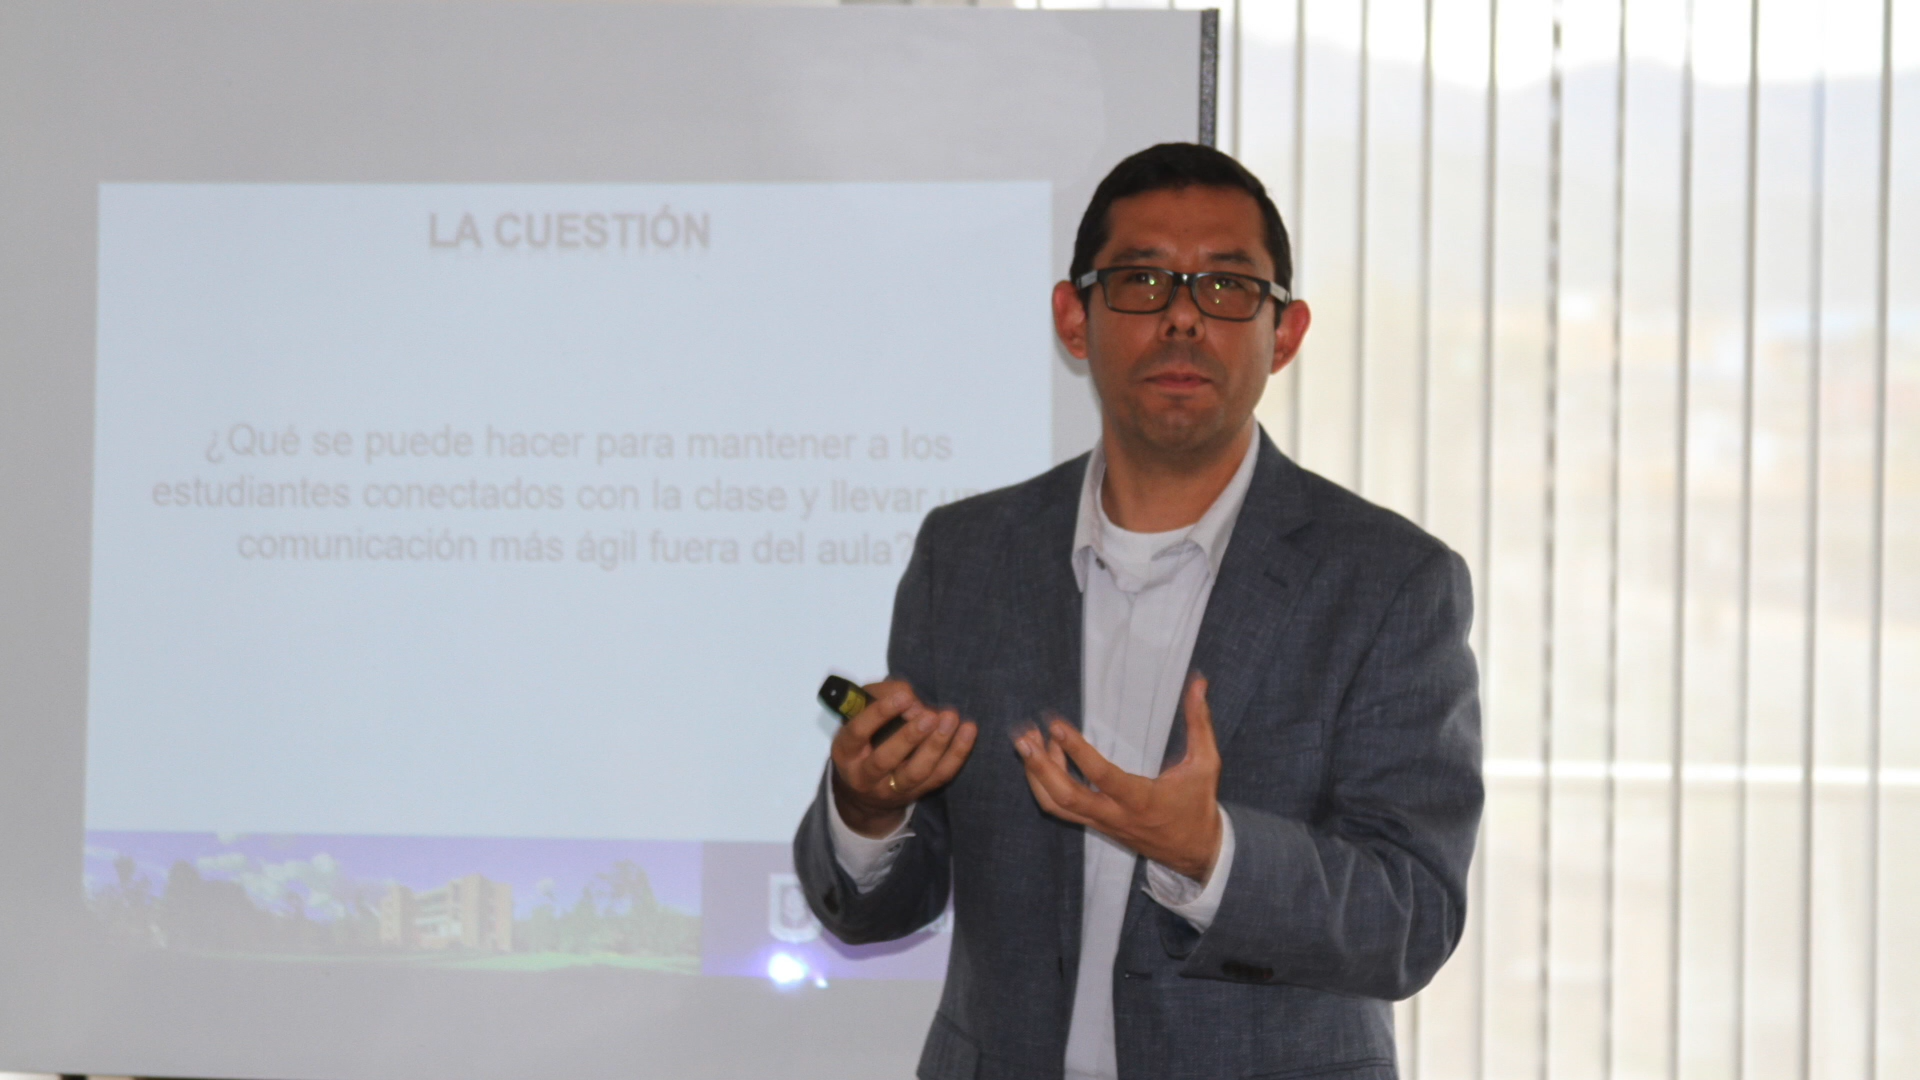 LA CUESTIÓN
¿Qué se puede hacer para mantener a los
estudiantes conectados con la clase y llevar
comunicación más ágil fuera del aula?